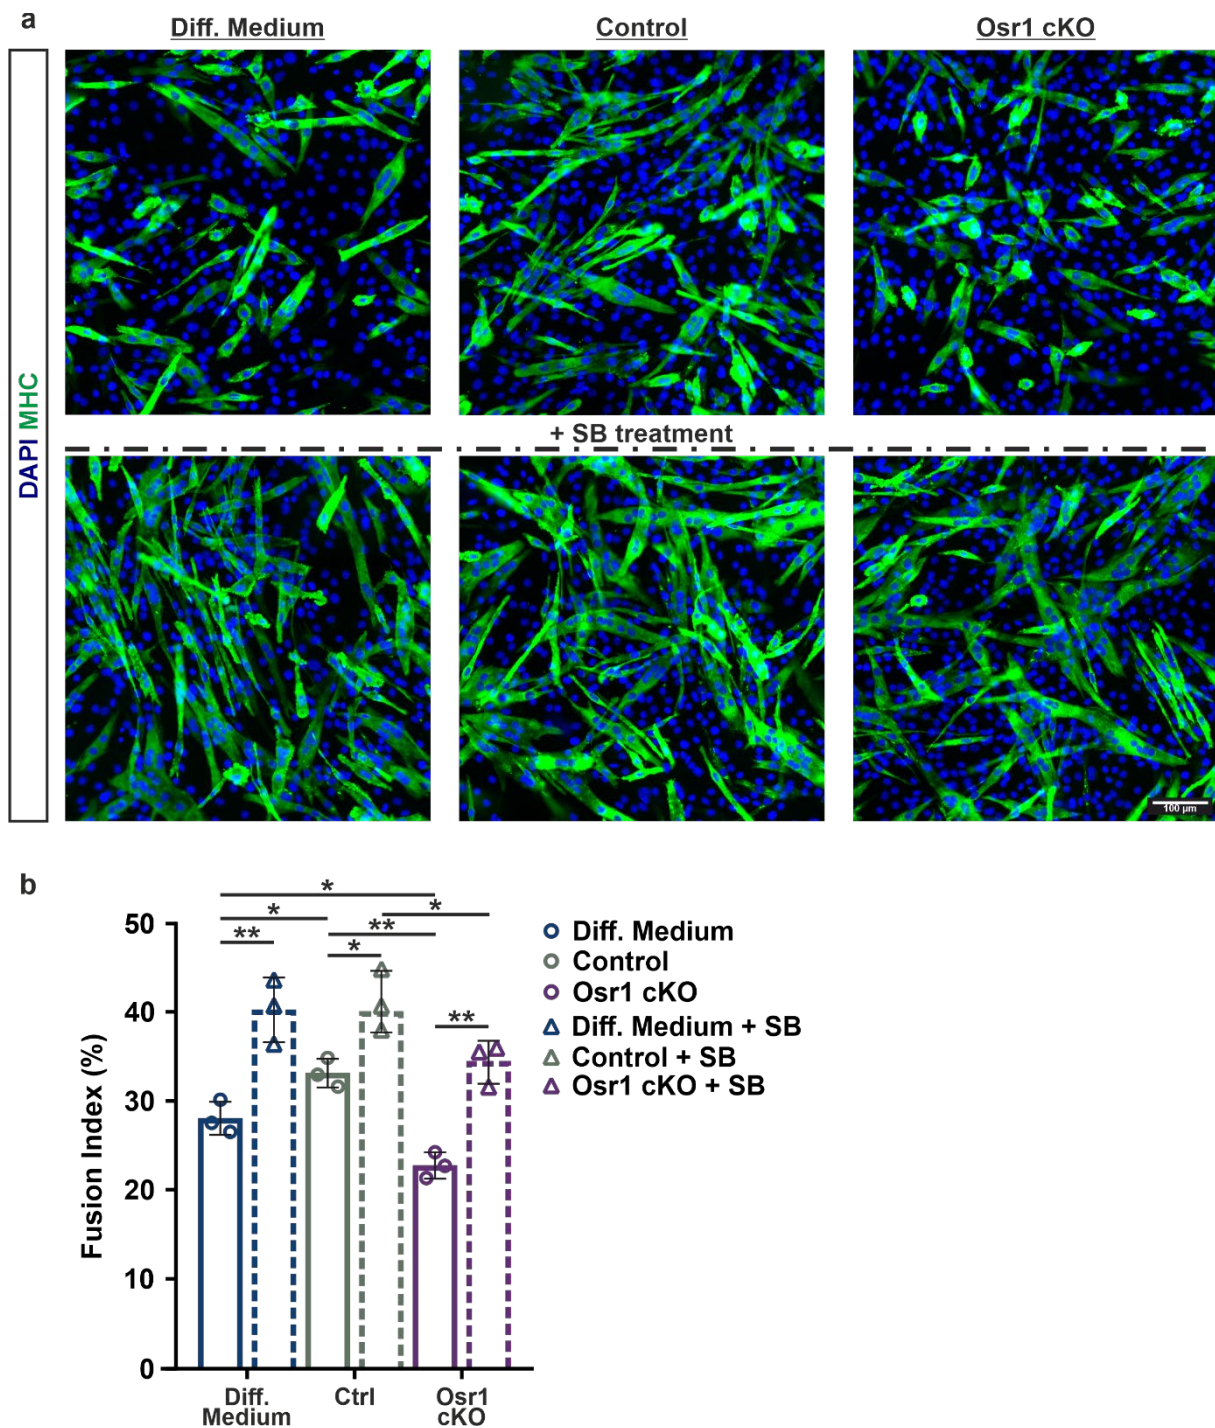 a
Diff. Medium
Control
Osr1 cKO
DAPI MHC
+ SB treatment
100 µm
b
*
*
*
**
**
*
**
50
40
30
20
10
0
Fusion Index (%)
Diff. Medium
Control
Osr1 cKO
Diff. Medium + SB
Control + SB
Osr1 cKO + SB
Diff.
Medium
Ctrl
Osr1
cKO